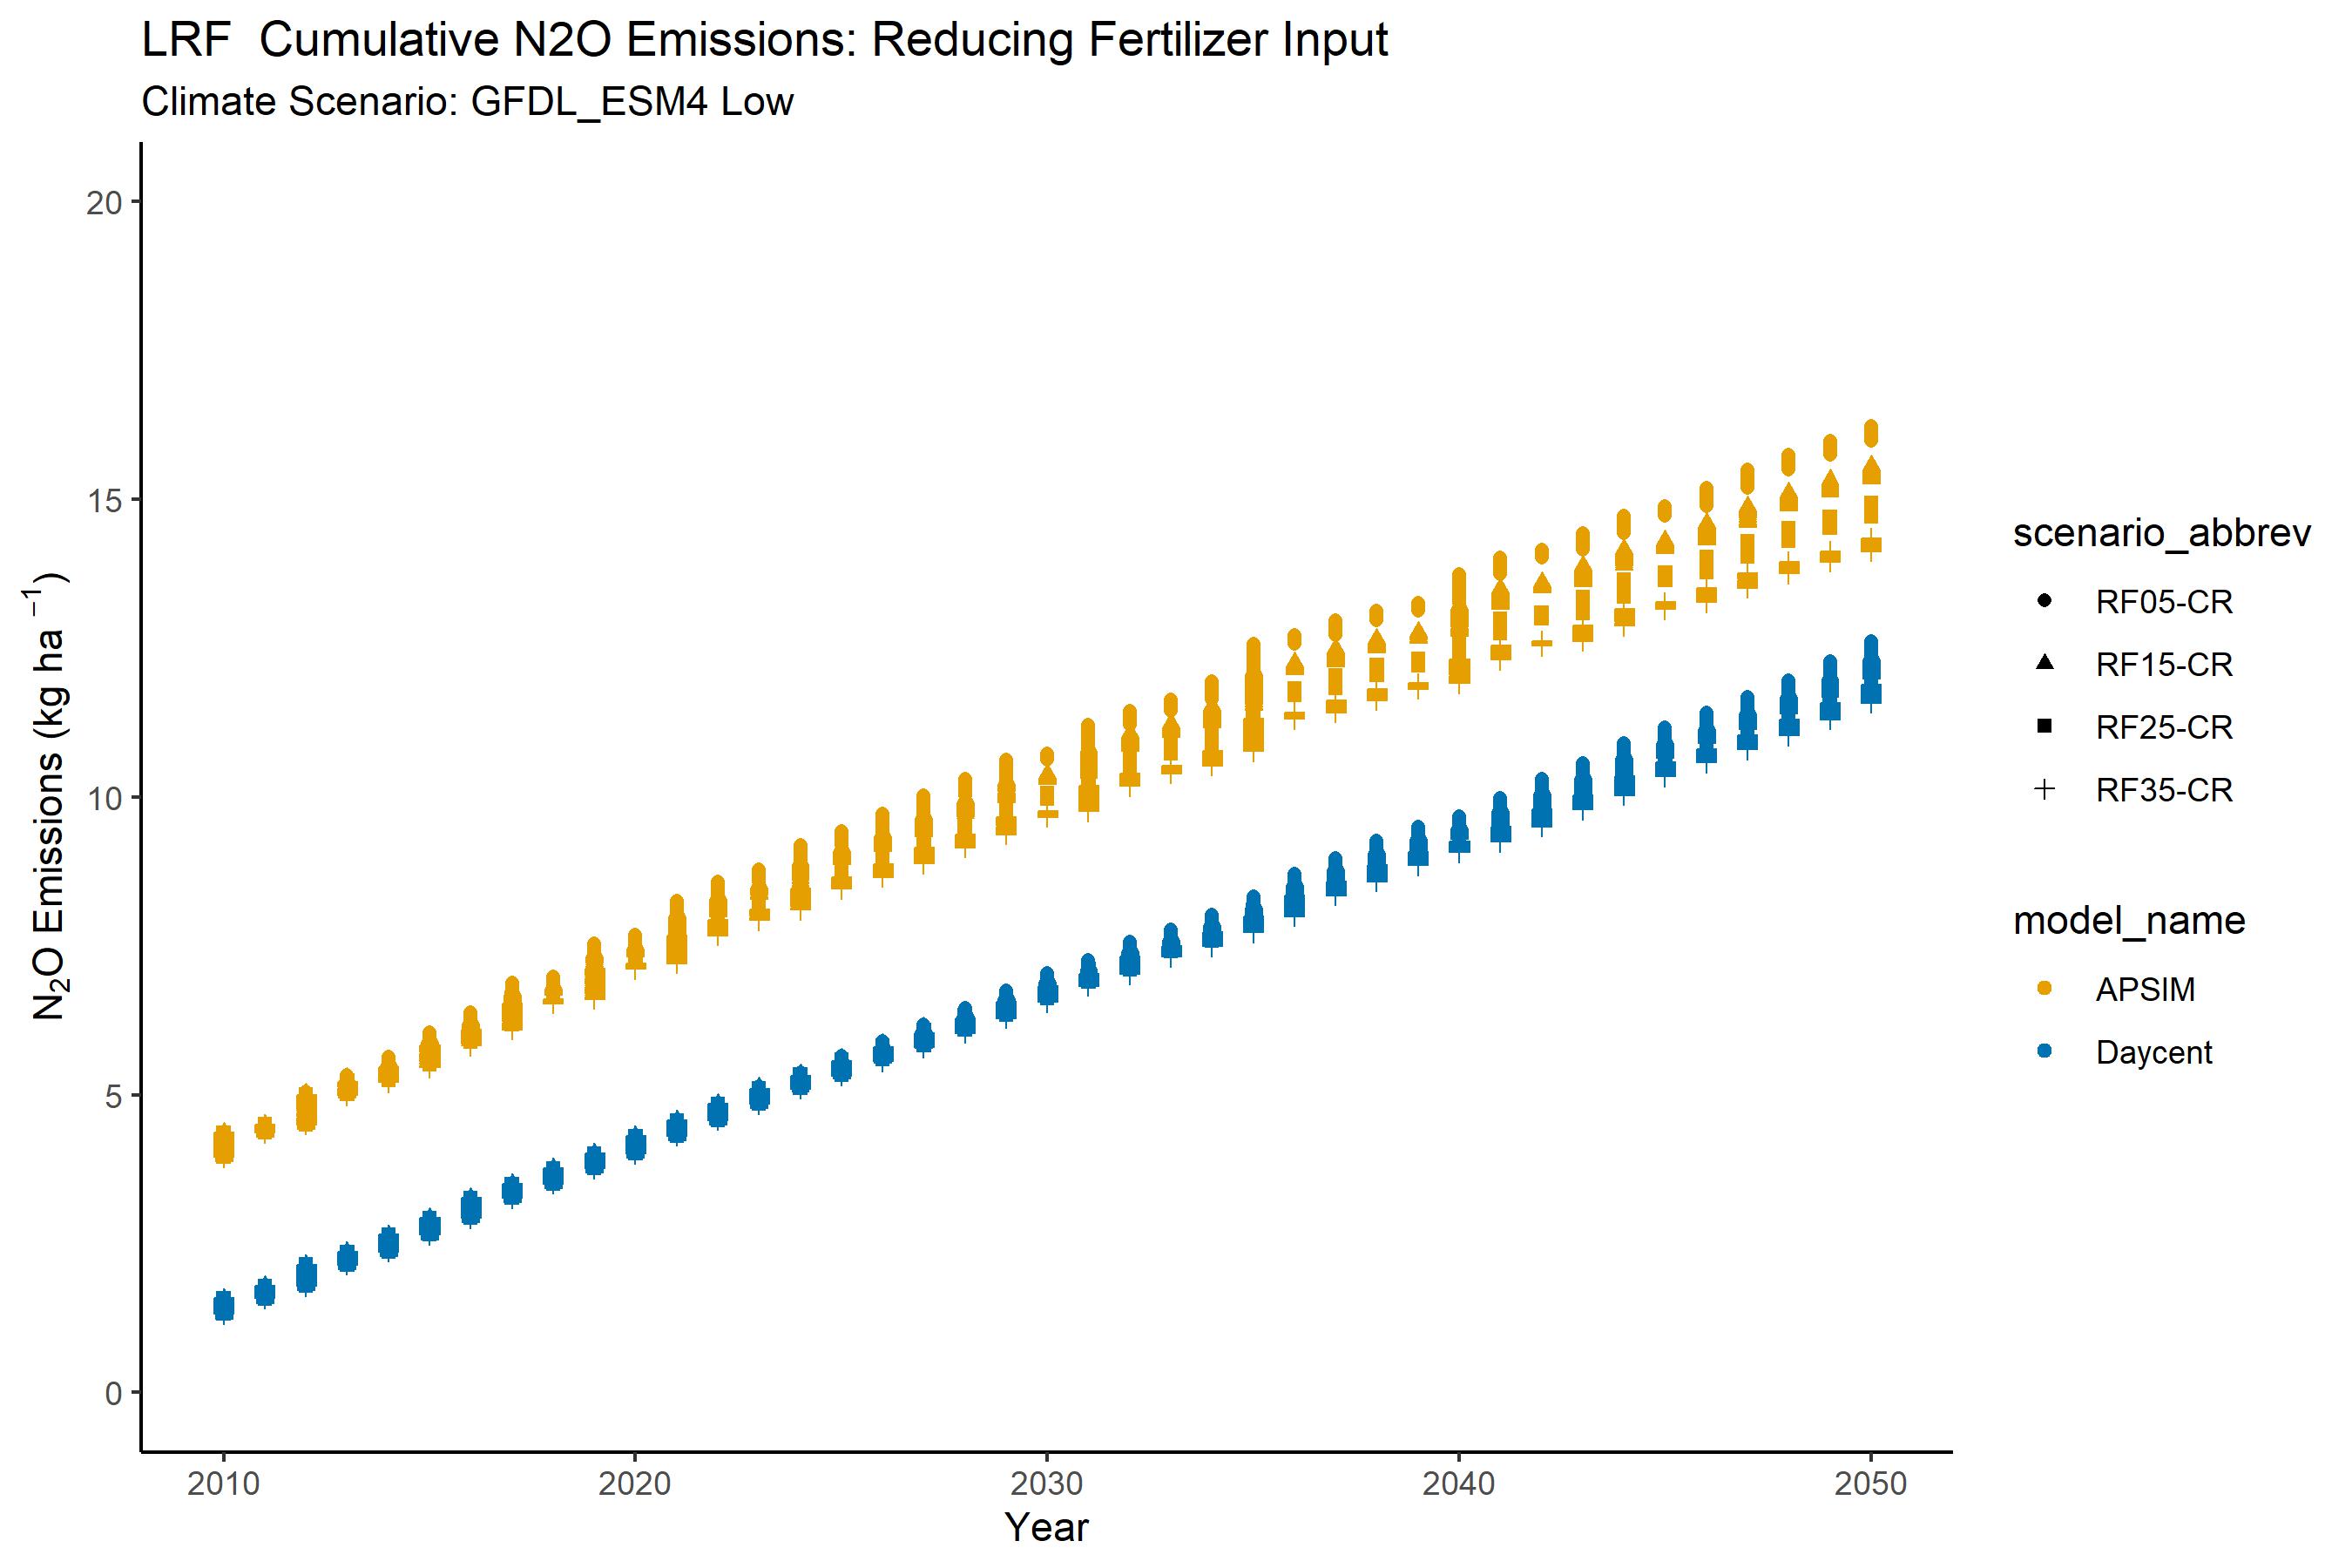 LRF  Cumulative N2O Emissions: Reducing Fertilizer Input
Climate Scenario: GFDL_ESM4 Low
N₂O Emissions (kg ha ⁻¹)
20
15
10
5
0
2010 2020 2030 2040 2050
Year
scenario_abbrev
RF05-CR
RF15-CR
RF25-CR
RF35-CR
model_name
APSIM
Daycent